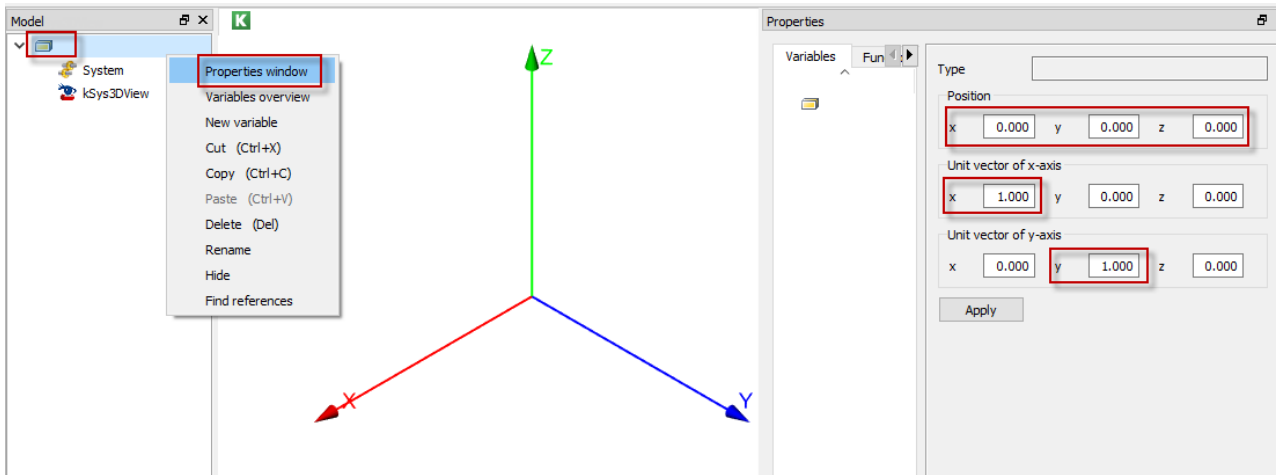 Model
K
System
kSys3DView
Properties window
Variables overview
New variable
Cut (Ctrl+X)
Copy (Ctrl+C)
Paste (Ctrl+V)
Delete (Del)
Rename
Hide
Find references
Z
X
Y
Properties
Variables
Fun
Type
Position
x 0.000 y 0.000 z 0.000
Unit vector of x-axis
x 1.000 y 0.000 z 0.000
Unit vector of y-axis
x 0.000 y 1.000 z 0.000
Apply